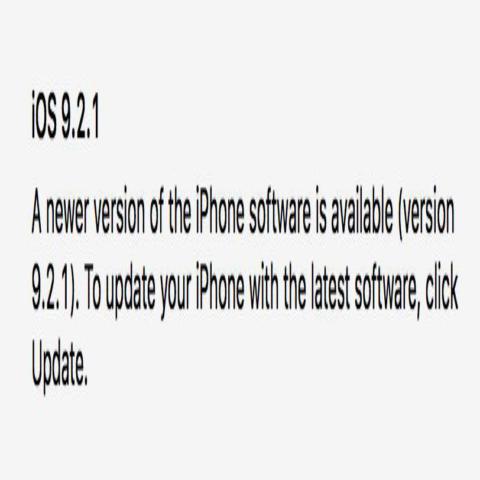 iOS 9.2.1
A newer version of the iPhone software is available (version
9.2.1). To update your iPhone with the latest software, click
Update.